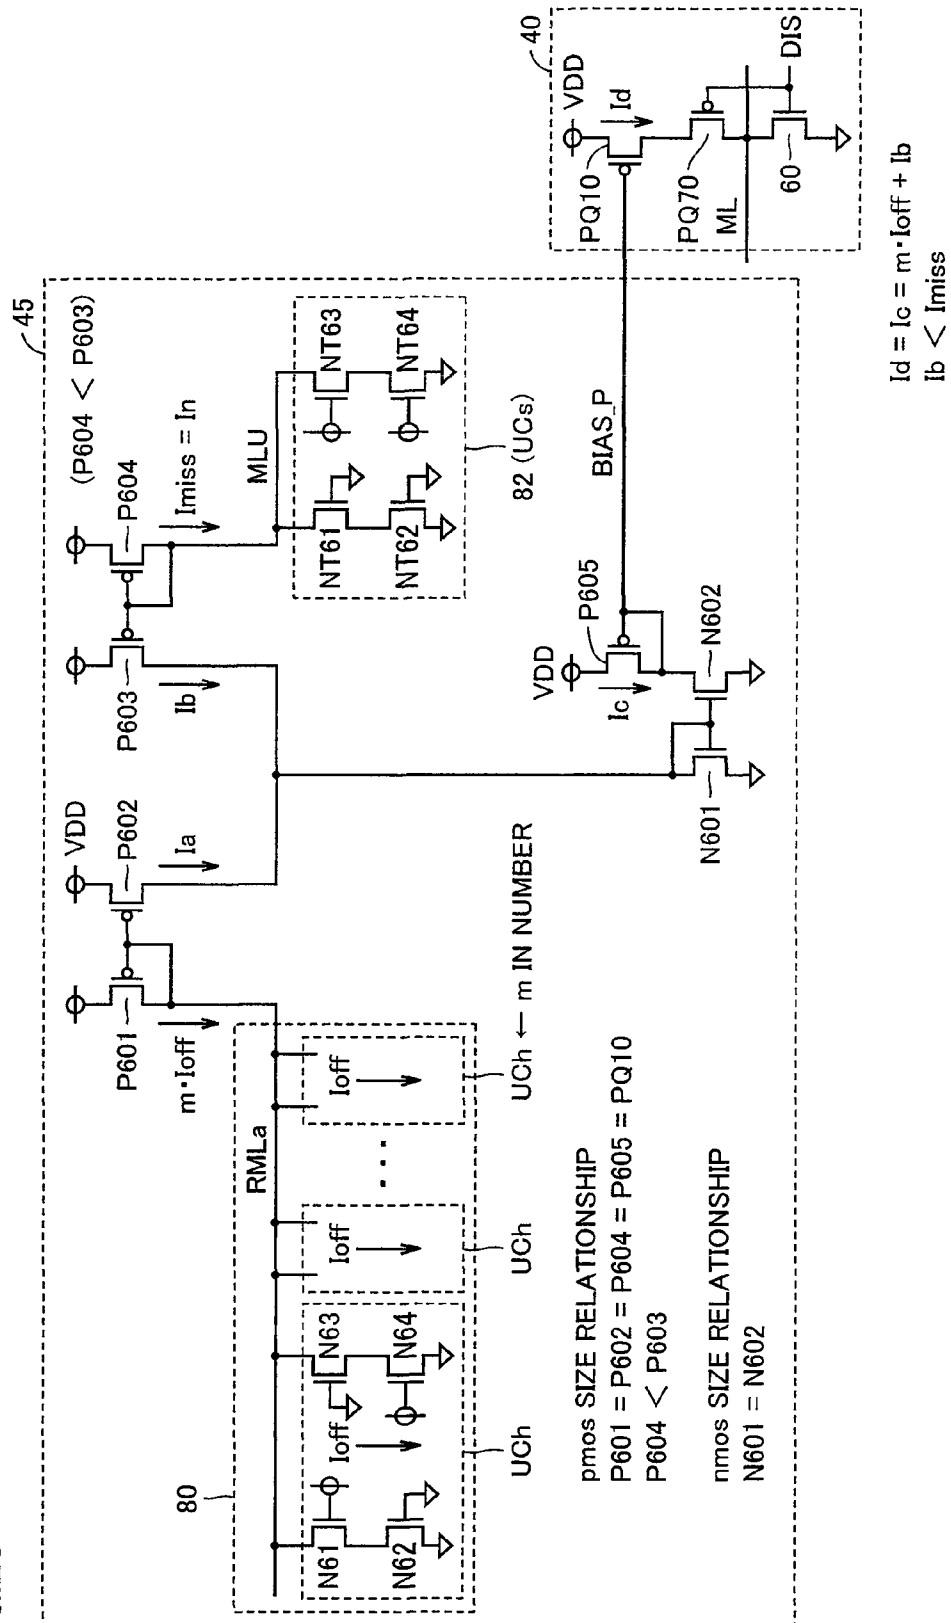 45
(P604 < P603)
VDD
P601
P602
P603
P604
m·Ioff
Ia
Ib
Imiss = In
80
RMLa
MLU
N61
N62
Ioff
N63
N64
Ioff
Ioff
NT61
NT62
NT63
NT64
UCh
UCh
UCh ← m IN NUMBER
82 (UCs)
pmos SIZE RELATIONSHIP
P601 = P602 = P604 = P605 = PQ10
P604 < P603
nmos SIZE RELATIONSHIP
N601 = N602
VDD
P605
Ic
N601
N602
BIAS_P
40
VDD
PQ10
Id
PQ70
ML
60
DIS
Id = Ic = m·Ioff + Ib
Ib < Imiss